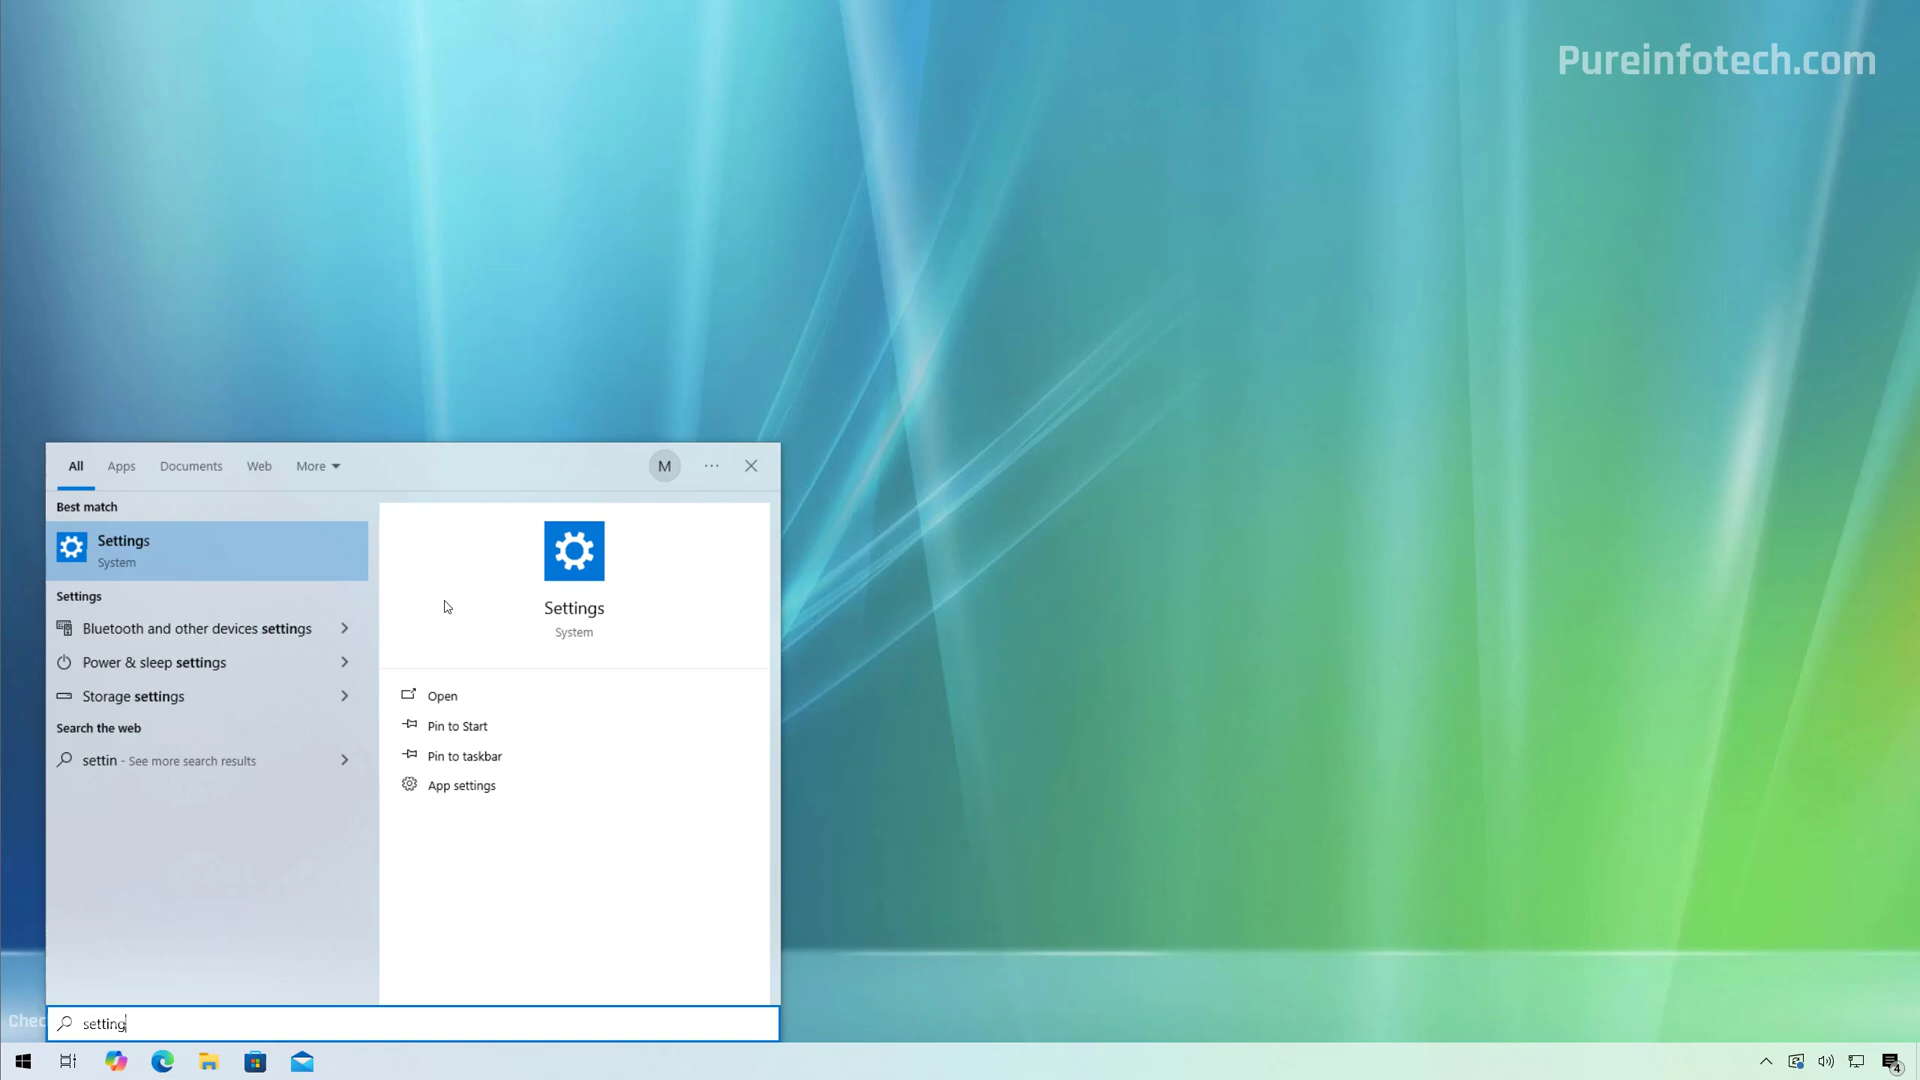 Pureinfotech.com
All Apps Documents Web More M
Best match
Settings
System
Settings
Bluetooth and other devices settings
Power & sleep settings
Storage settings
Search the web
settin - See more search results
Settings
System
Open
Pin to Start
Pin to taskbar
App settings
Chec
setting
4